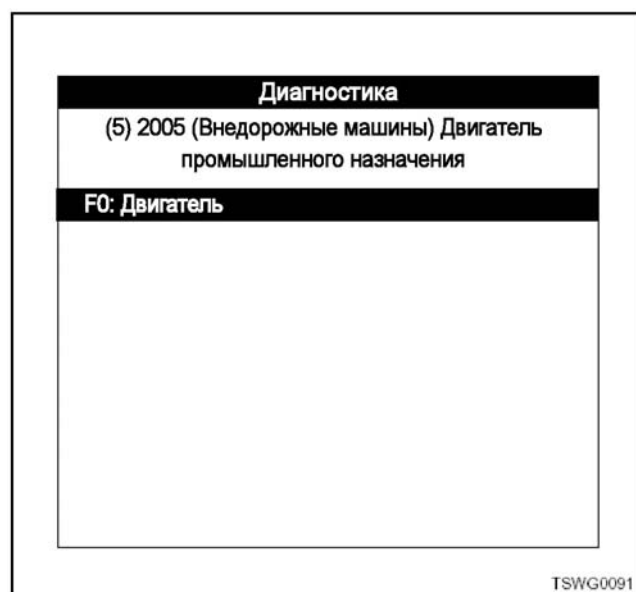 Диагностика
(5) 2005 (Внедорожные машины) Двигатель
промышленного назначения
F0: Двигатель
TSWG0091